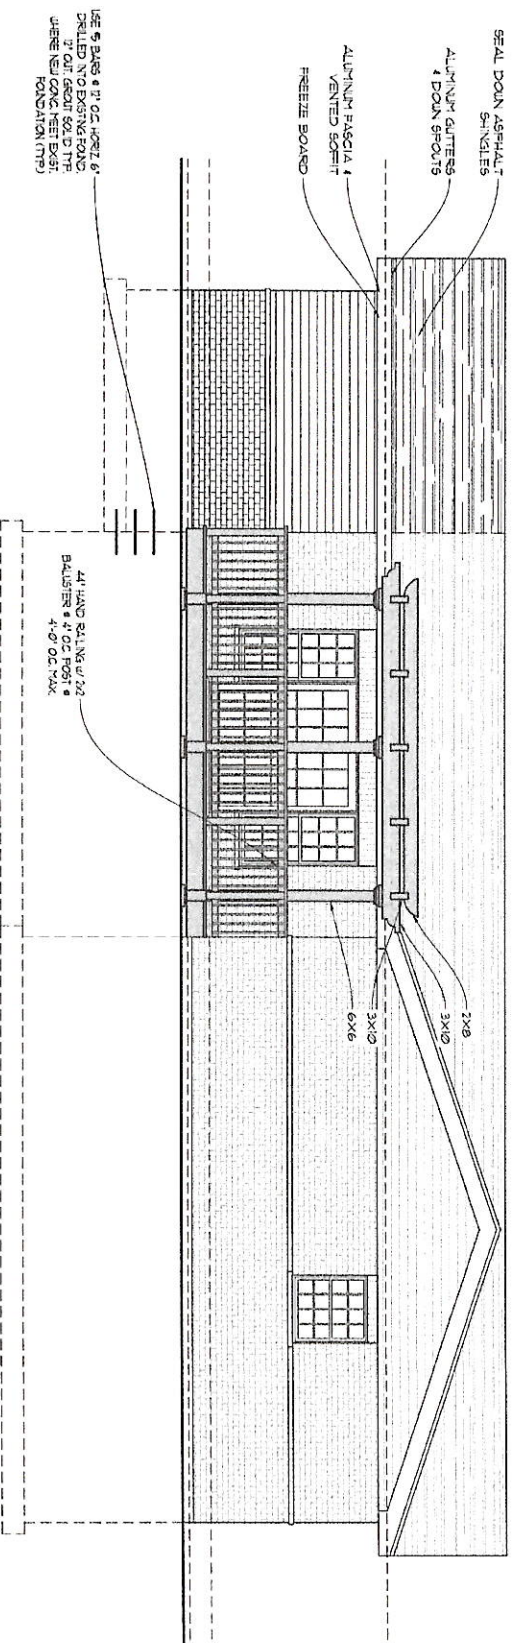 SEAL DOWN ASPHALT
SHINGLES
ALUMINUM GUTTERS
& DOWN SPOUTS
ALUMINUM FASCIA &
VENTED SOFFIT
FREEZE BOARD
USE #5 BARS @ 12" O.C. HORIZ. 6"
DRILLED INTO EXISTING FOUND.
12" OUT. GROUT SOLID TYP.
WHERE NEW CONC. MEET EXIST.
FOUNDATION (TYP.)
44" HAND RAILING w/ 2x2
BALUSTER @ 4" O.C. POST @
4'-0" O.C. MAX.
2X8
3X10
3X10
6X6